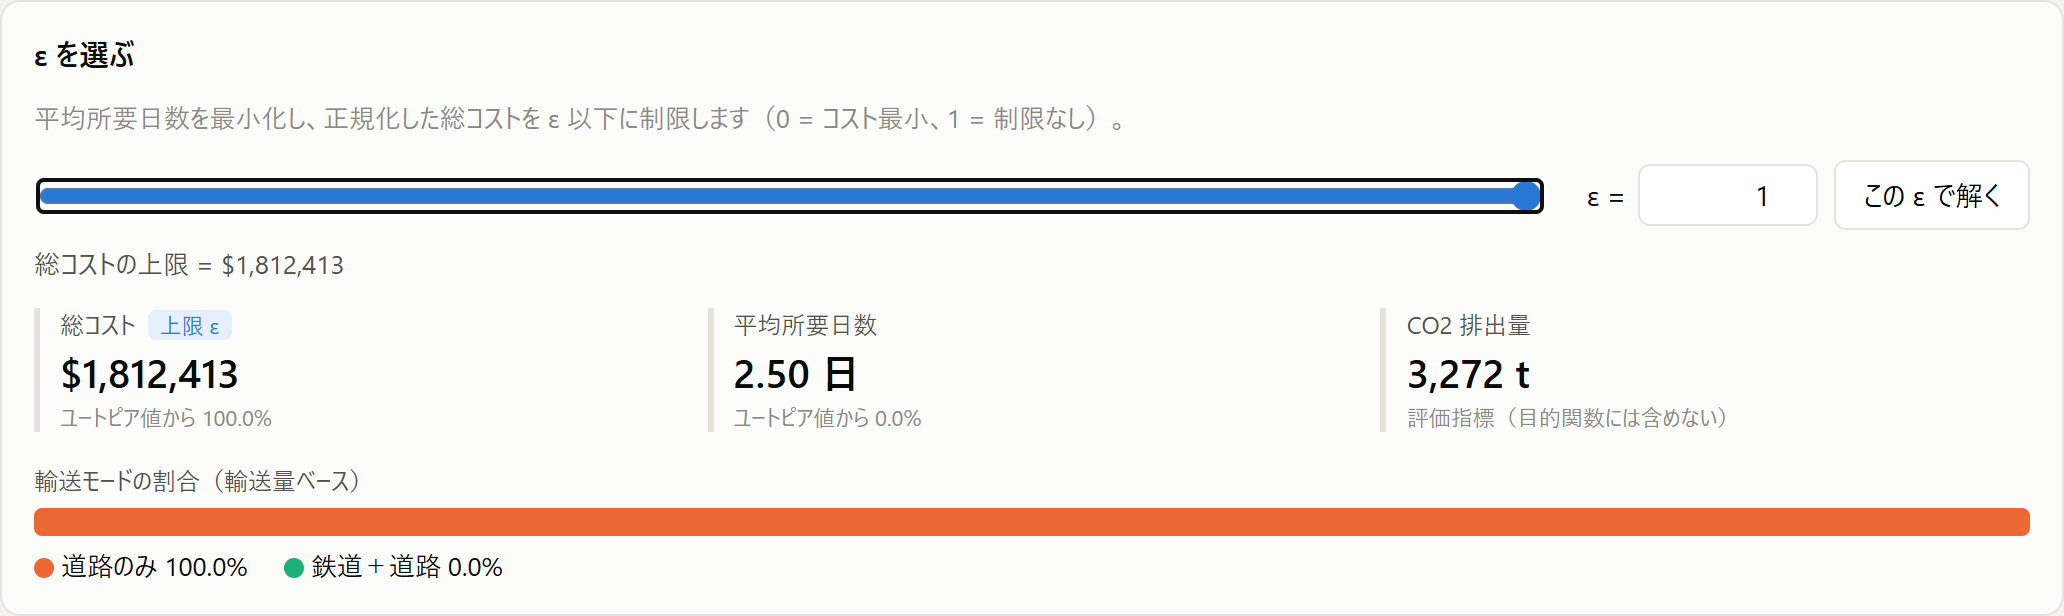 ε を選ぶ
平均所要日数を最小化し、正規化した総コストを ε 以下に制限します（0 = コスト最小、1 = 制限なし）。
ε = 1 この ε で解く
総コストの上限 = $1,812,413
総コスト 上限 ε 平均所要日数 CO2 排出量
$1,812,413 2.50 日 3,272 t
ユートピア値から 100.0% ユートピア値から 0.0% 評価指標（目的関数には含めない）
輸送モードの割合（輸送量ベース）
道路のみ 100.0% 鉄道＋道路 0.0%